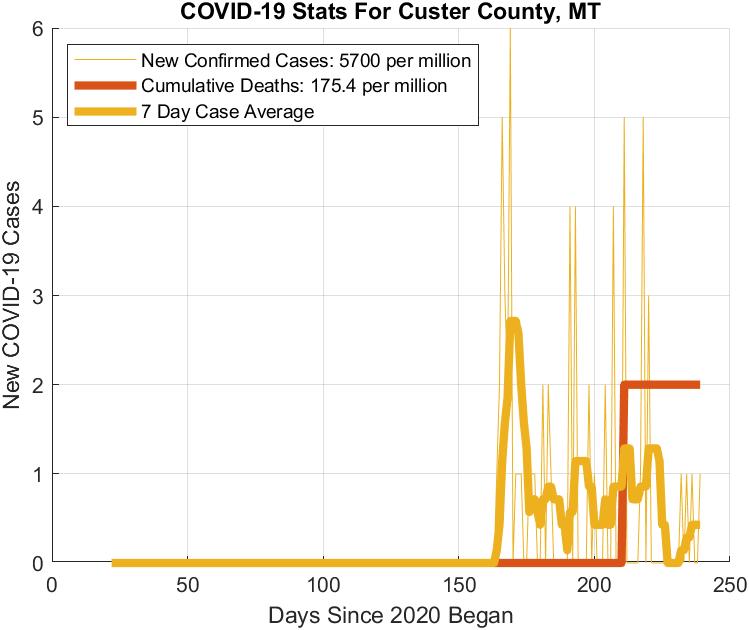 COVID-19 Stats For Custer County, MT
New Confirmed Cases: 5700 per million
Cumulative Deaths: 175.4 per million
7 Day Case Average
New COVID-19 Cases
6
5
4
3
2
1
0
0 50 100 150 200 250
Days Since 2020 Began